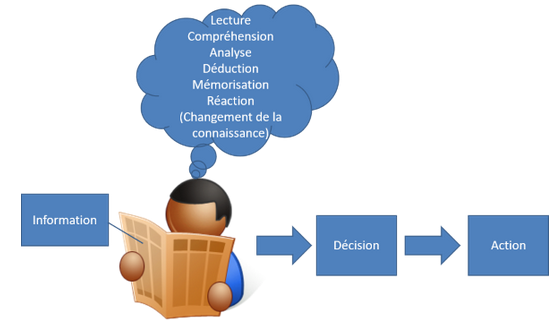 Lecture
Compréhension
Analyse
Déduction
Mémorisation
Réaction
(Changement de la
connaissance)
Information
Décision
Action